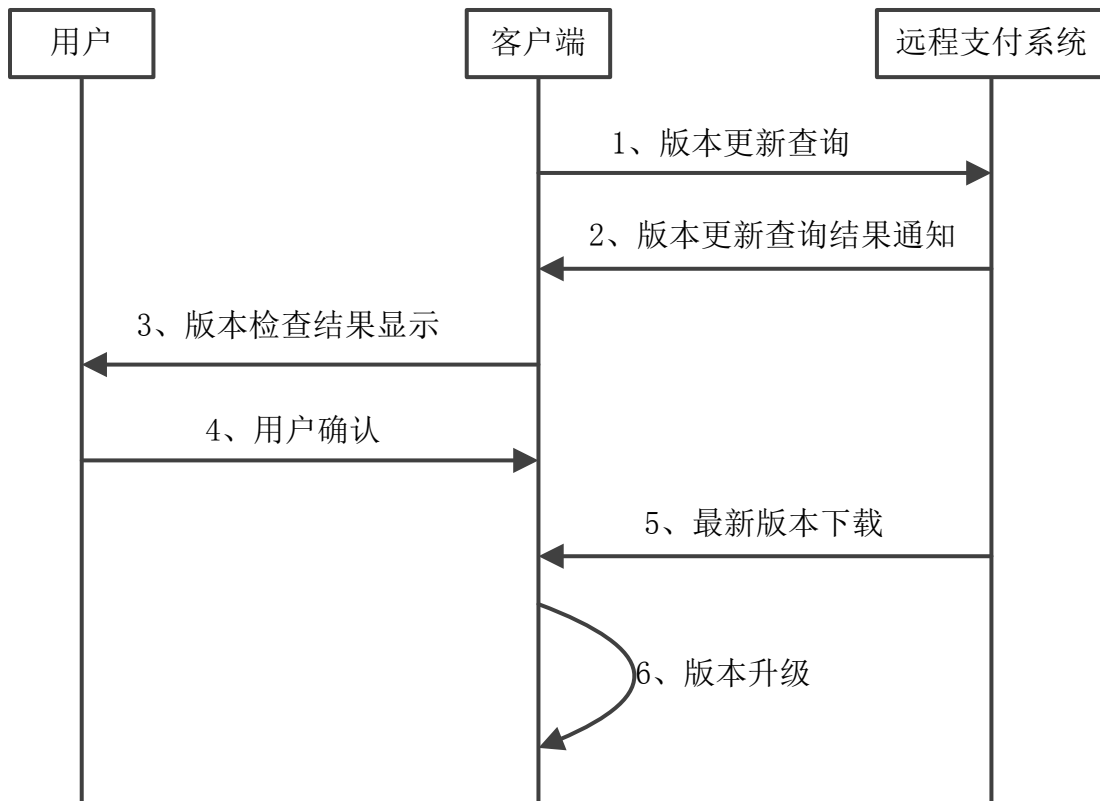 用户
客户端
远程支付系统
1、版本更新查询
2、版本更新查询结果通知
3、版本检查结果显示
4、用户确认
5、最新版本下载
6、版本升级